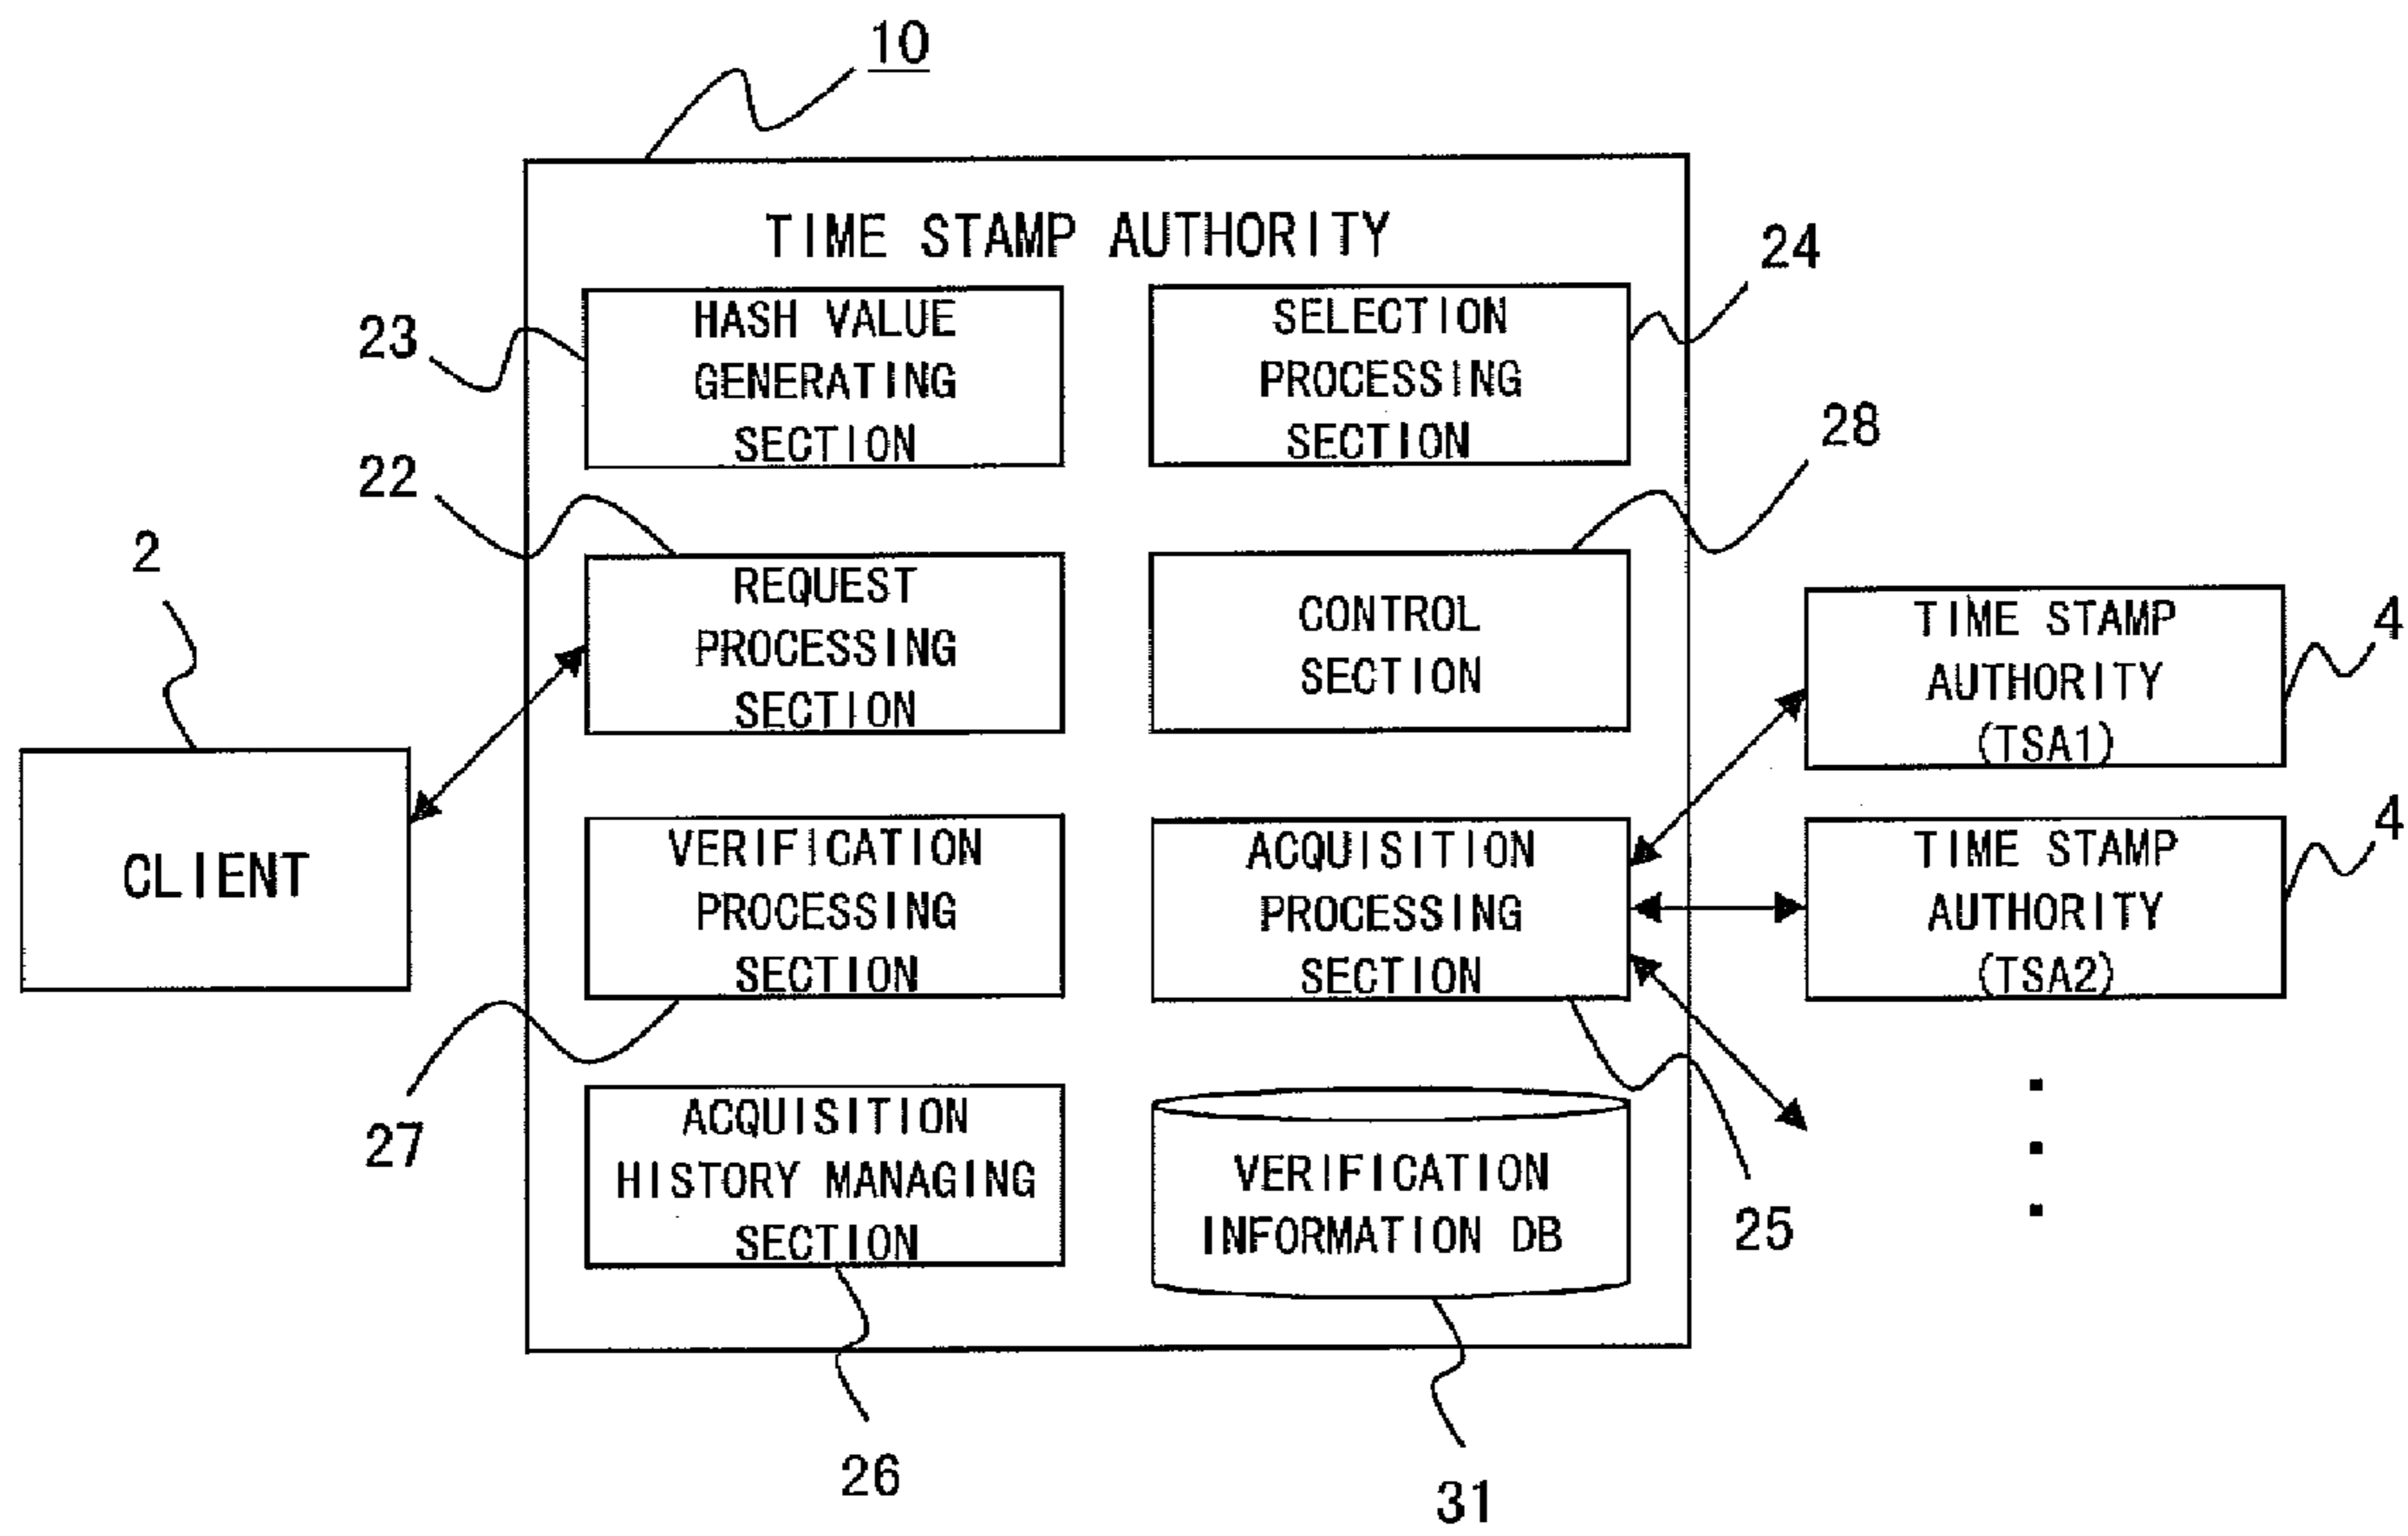 10
TIME STAMP AUTHORITY
24
23
HASH VALUE
GENERATING
SECTION
SELECTION
PROCESSING
SECTION
28
22
2
REQUEST
PROCESSING
SECTION
CONTROL
SECTION
TIME STAMP
AUTHORITY
(TSA1)
4
CLIENT
VERIFICATION
PROCESSING
SECTION
ACQUISITION
PROCESSING
SECTION
TIME STAMP
AUTHORITY
(TSA2)
4
27
ACQUISITION
HISTORY MANAGING
SECTION
VERIFICATION
INFORMATION DB
25
26
31